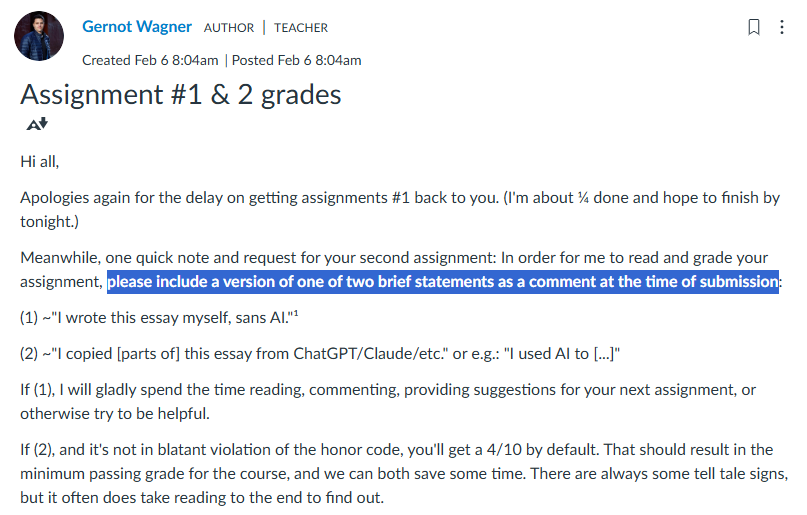 Gernot Wagner AUTHOR | TEACHER
Created Feb 6 8:04am | Posted Feb 6 8:04am
Assignment #1 & 2 grades
Hi all,
Apologies again for the delay on getting assignments #1 back to you. (I'm about ¼ done and hope to finish by
tonight.)
Meanwhile, one quick note and request for your second assignment: In order for me to read and grade your
assignment, please include a version of one of two brief statements as a comment at the time of submission:
(1) ~"I wrote this essay myself, sans AI."¹
(2) ~"I copied [parts of] this essay from ChatGPT/Claude/etc." or e.g.: "I used AI to [...]"
If (1), I will gladly spend the time reading, commenting, providing suggestions for your next assignment, or
otherwise try to be helpful.
If (2), and it's not in blatant violation of the honor code, you'll get a 4/10 by default. That should result in the
minimum passing grade for the course, and we can both save some time. There are always some tell tale signs,
but it often does take reading to the end to find out.